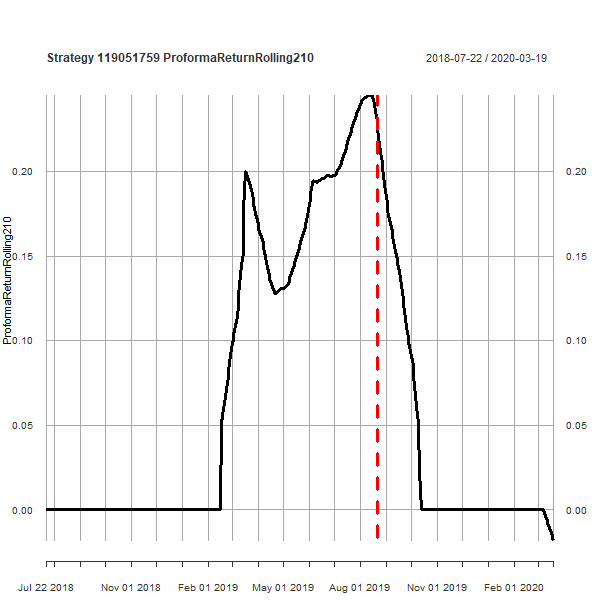 Strategy 119051759 ProformaReturnRolling210
2018-07-22 / 2020-03-19
ProformaReturnRolling210
0.20
0.15
0.10
0.05
0.00
0.20
0.15
0.10
0.05
0.00
Jul 22 2018
Nov 01 2018
Feb 01 2019
May 01 2019
Aug 01 2019
Nov 01 2019
Feb 01 2020